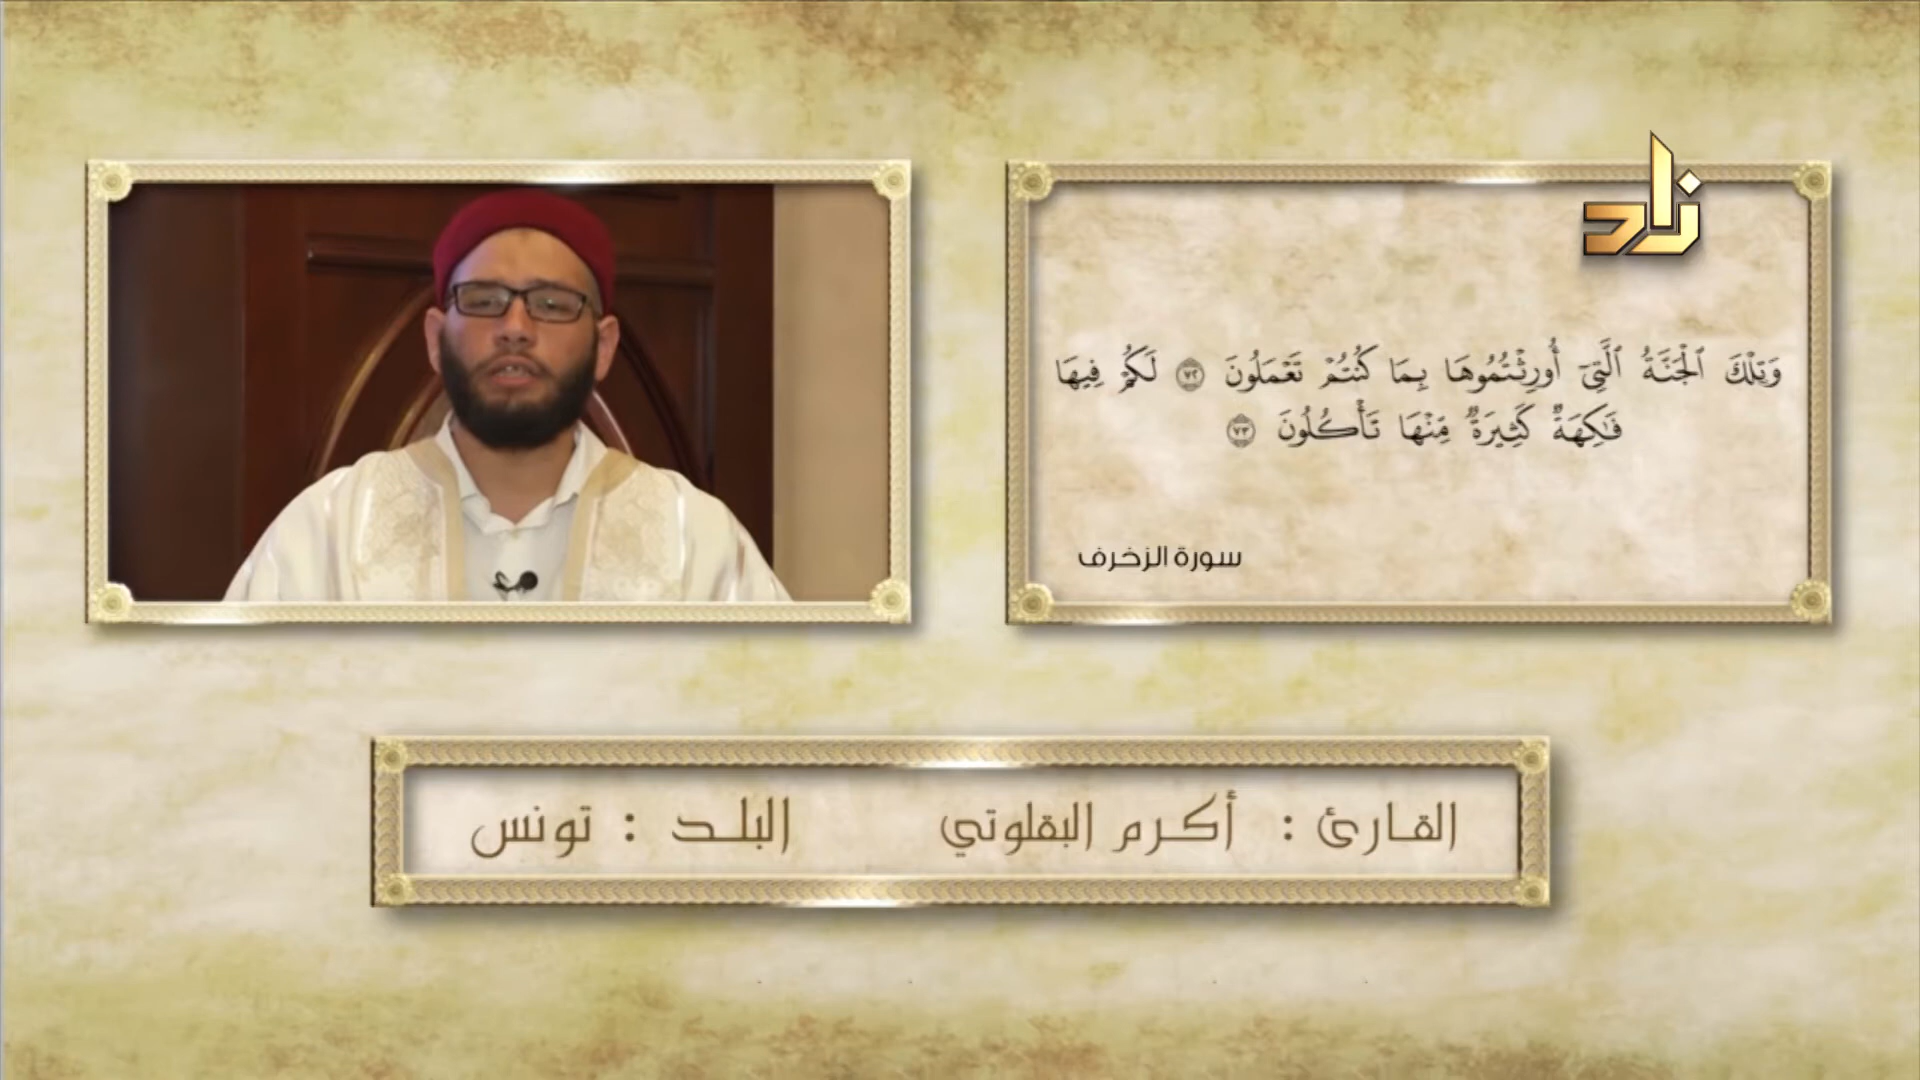 زاد
وَتِلْكَ ٱلْجَنَّةُ ٱلَّتِىٓ أُورِثْتُمُوهَا بِمَا كُنتُمْ تَعْمَلُونَ ٧٢ لَكُمْ فِيهَا
فَـٰكِهَةٌ كَثِيرَةٌ مِّنْهَا تَأْكُلُونَ ٧٣
سورة الزخرف
القارئ : أكرم البقلوتي البلد : تونس